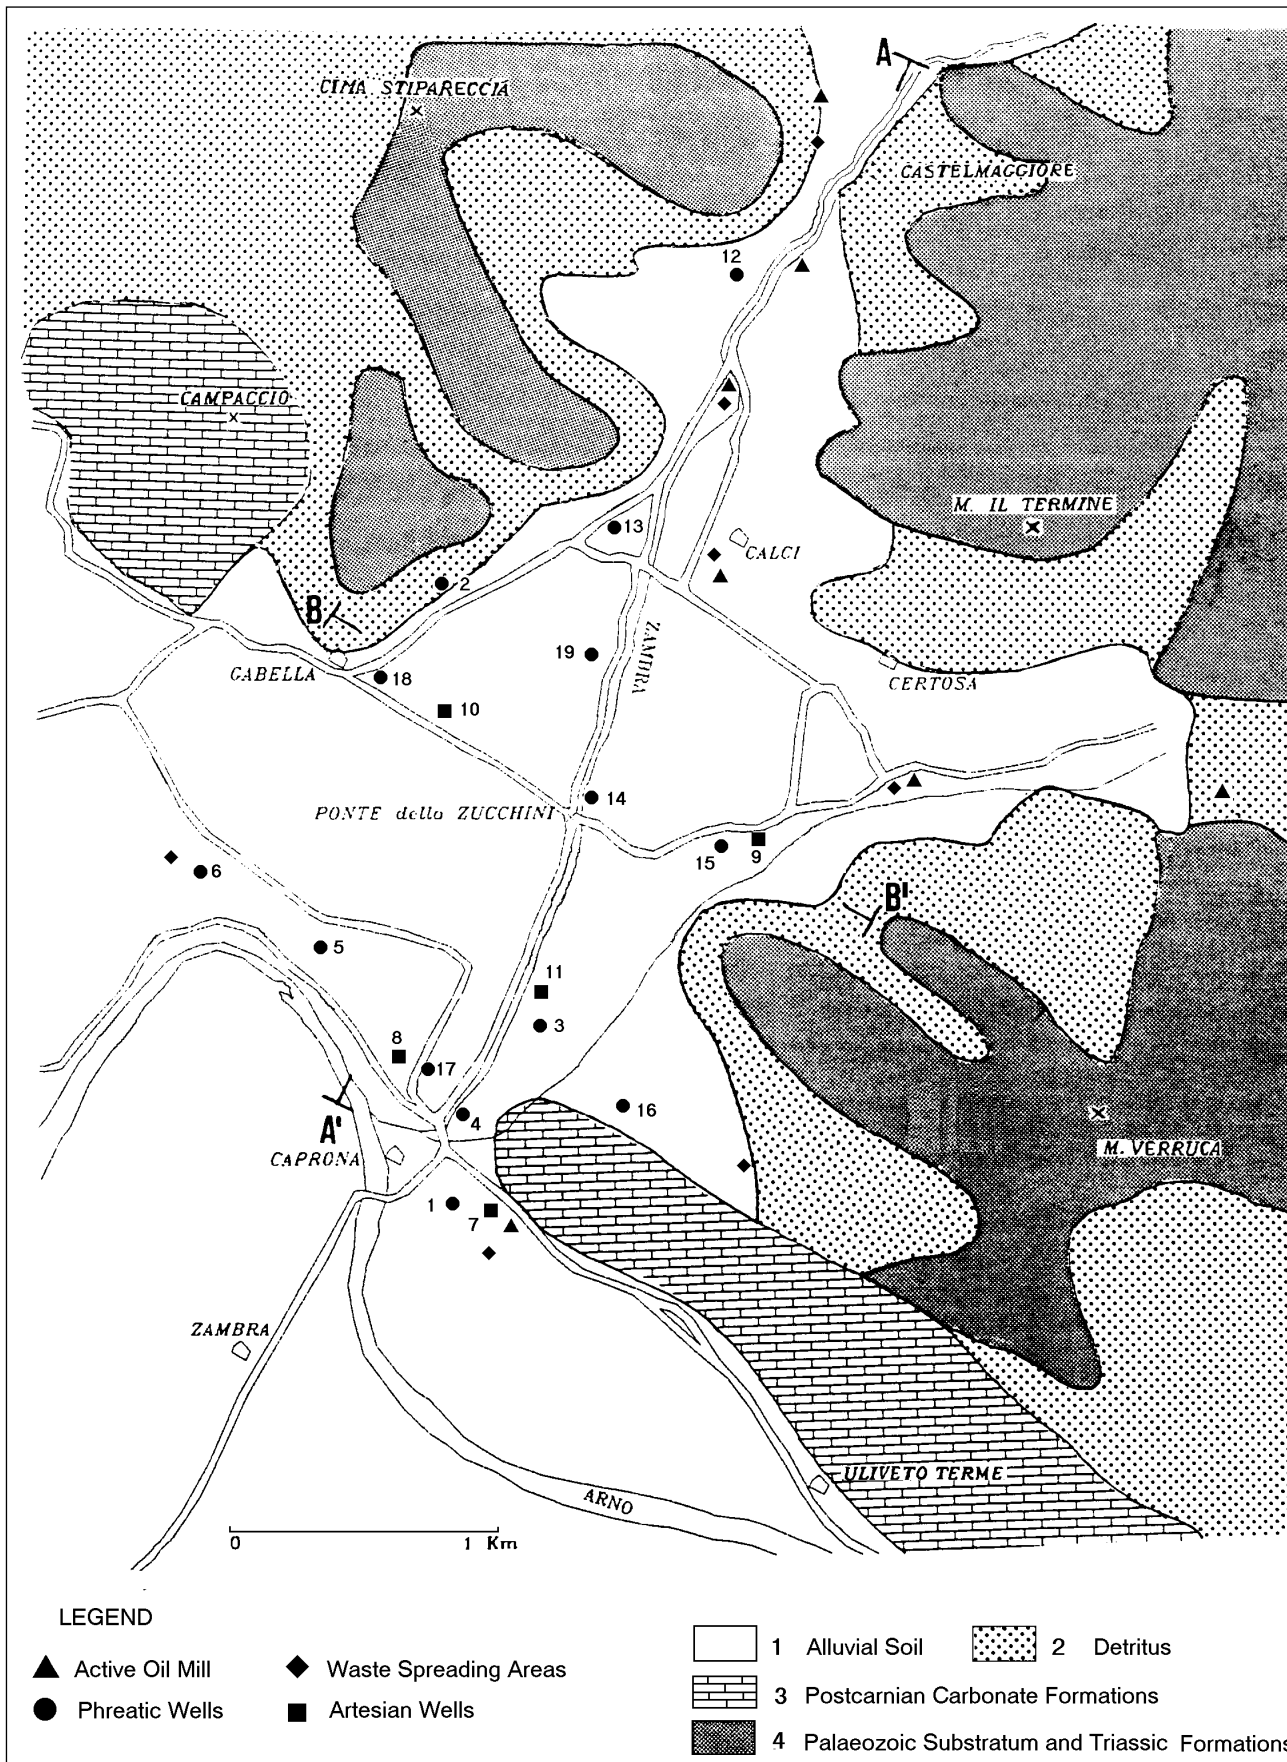 A
CIMA STIPARECCIA
CASTELMAGGIORE
12
CAMPACCIO
M. IL TERMINE
13
CALCI
2
B
ZAMBRA
19
GABELLA
18
CERTOSA
10
PONTE dello ZUCCHINI
14
15
9
6
B'
5
11
3
8
17
16
4
A'
CAPRONA
M. VERRUCA
1
7
ZAMBRA
ULIVETO TERME
ARNO
0 1 Km
LEGEND
Active Oil Mill
Waste Spreading Areas
Phreatic Wells
Artesian Wells
1 Alluvial Soil
2 Detritus
3 Postcarnian Carbonate Formations
4 Palaeozoic Substratum and Triassic Formations